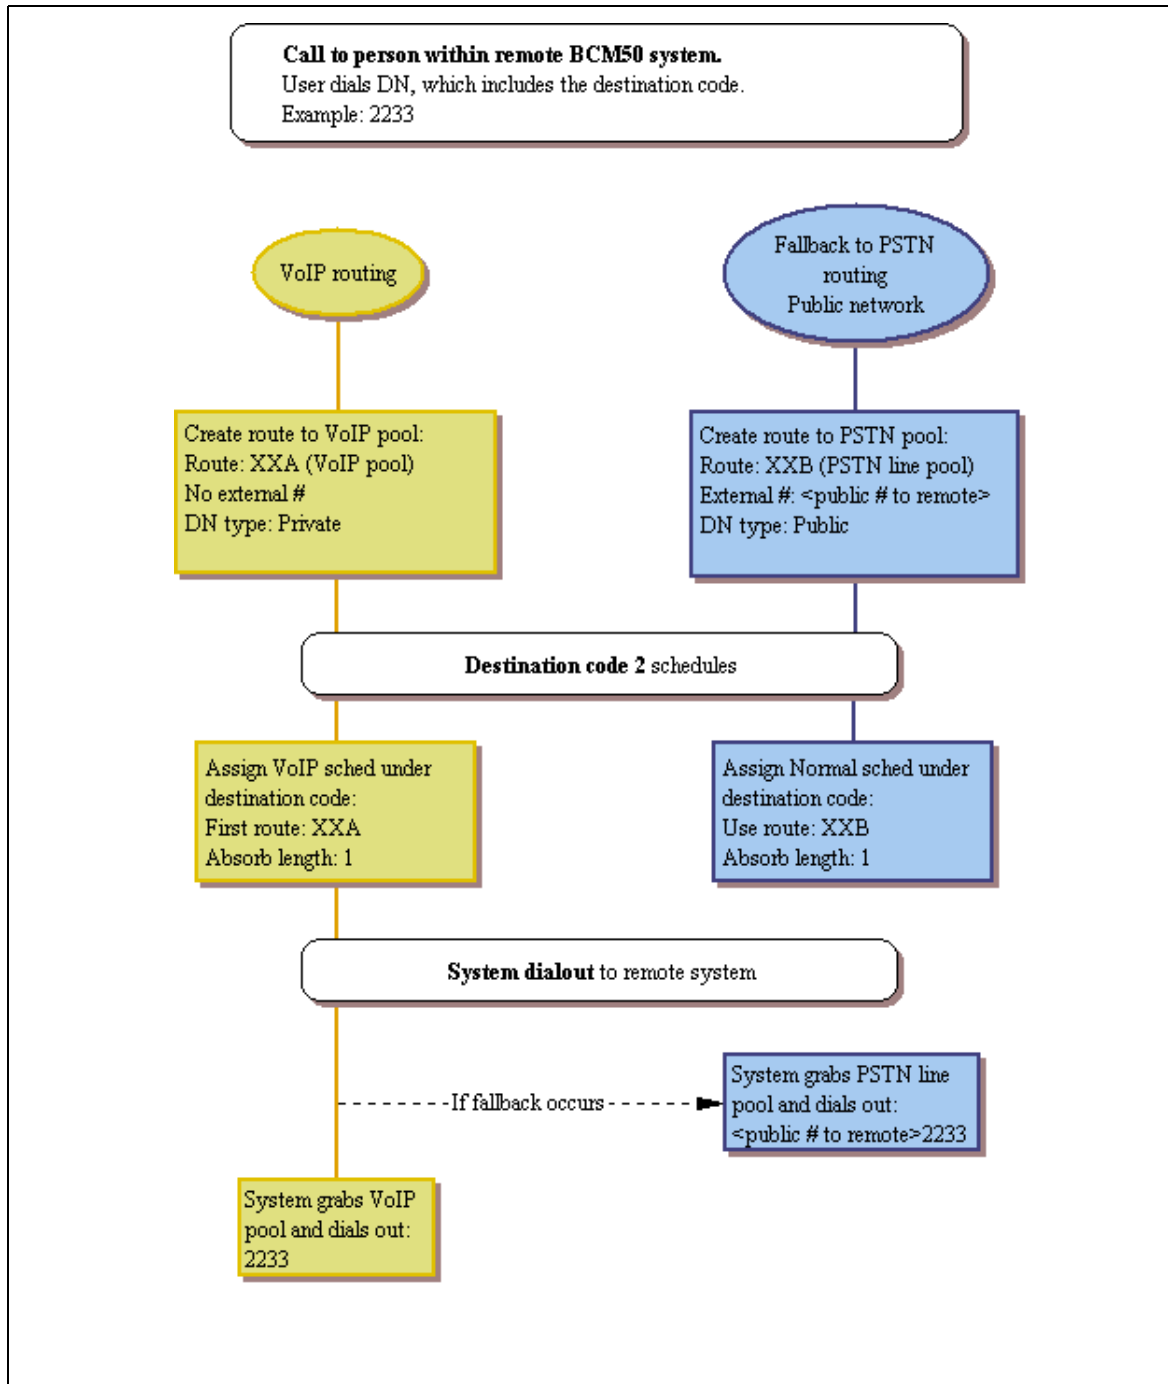 Call to person within remote BCM50 system.
User dials DN, which includes the destination code.
Example: 2233
VoIP routing
Fallback to PSTN
routing
Public network
Create route to VoIP pool:
Route: XXA (VoIP pool)
No external #
DN type: Private
Create route to PSTN pool:
Route: XXB (PSTN line pool)
External #: <public # to remote>
DN type: Public
Destination code 2 schedules
Assign VoIP sched under
destination code:
First route: XXA
Absorb length: 1
Assign Normal sched under
destination code:
Use route: XXB
Absorb length: 1
System dialout to remote system
If fallback occurs
System grabs PSTN line
pool and dials out:
<public # to remote>2233
System grabs VoIP
pool and dials out:
2233